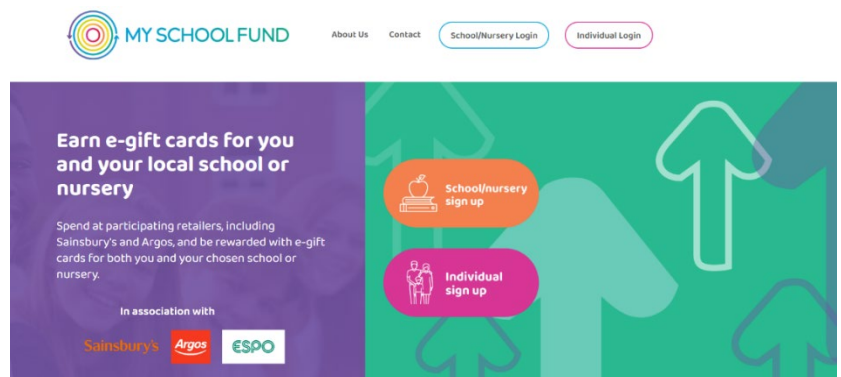 MY SCHOOL FUND
About Us
Contact
School/Nursery Login
Individual Login
Earn e-gift cards for you
and your local school or
nursery
Spend at participating retailers, including
Sainsbury's and Argos, and be rewarded with e-gift
cards for both you and your chosen school or
nursery.
In association with
Sainsbury's
Argos
ESPO
School/nursery
sign up
Individual
sign up